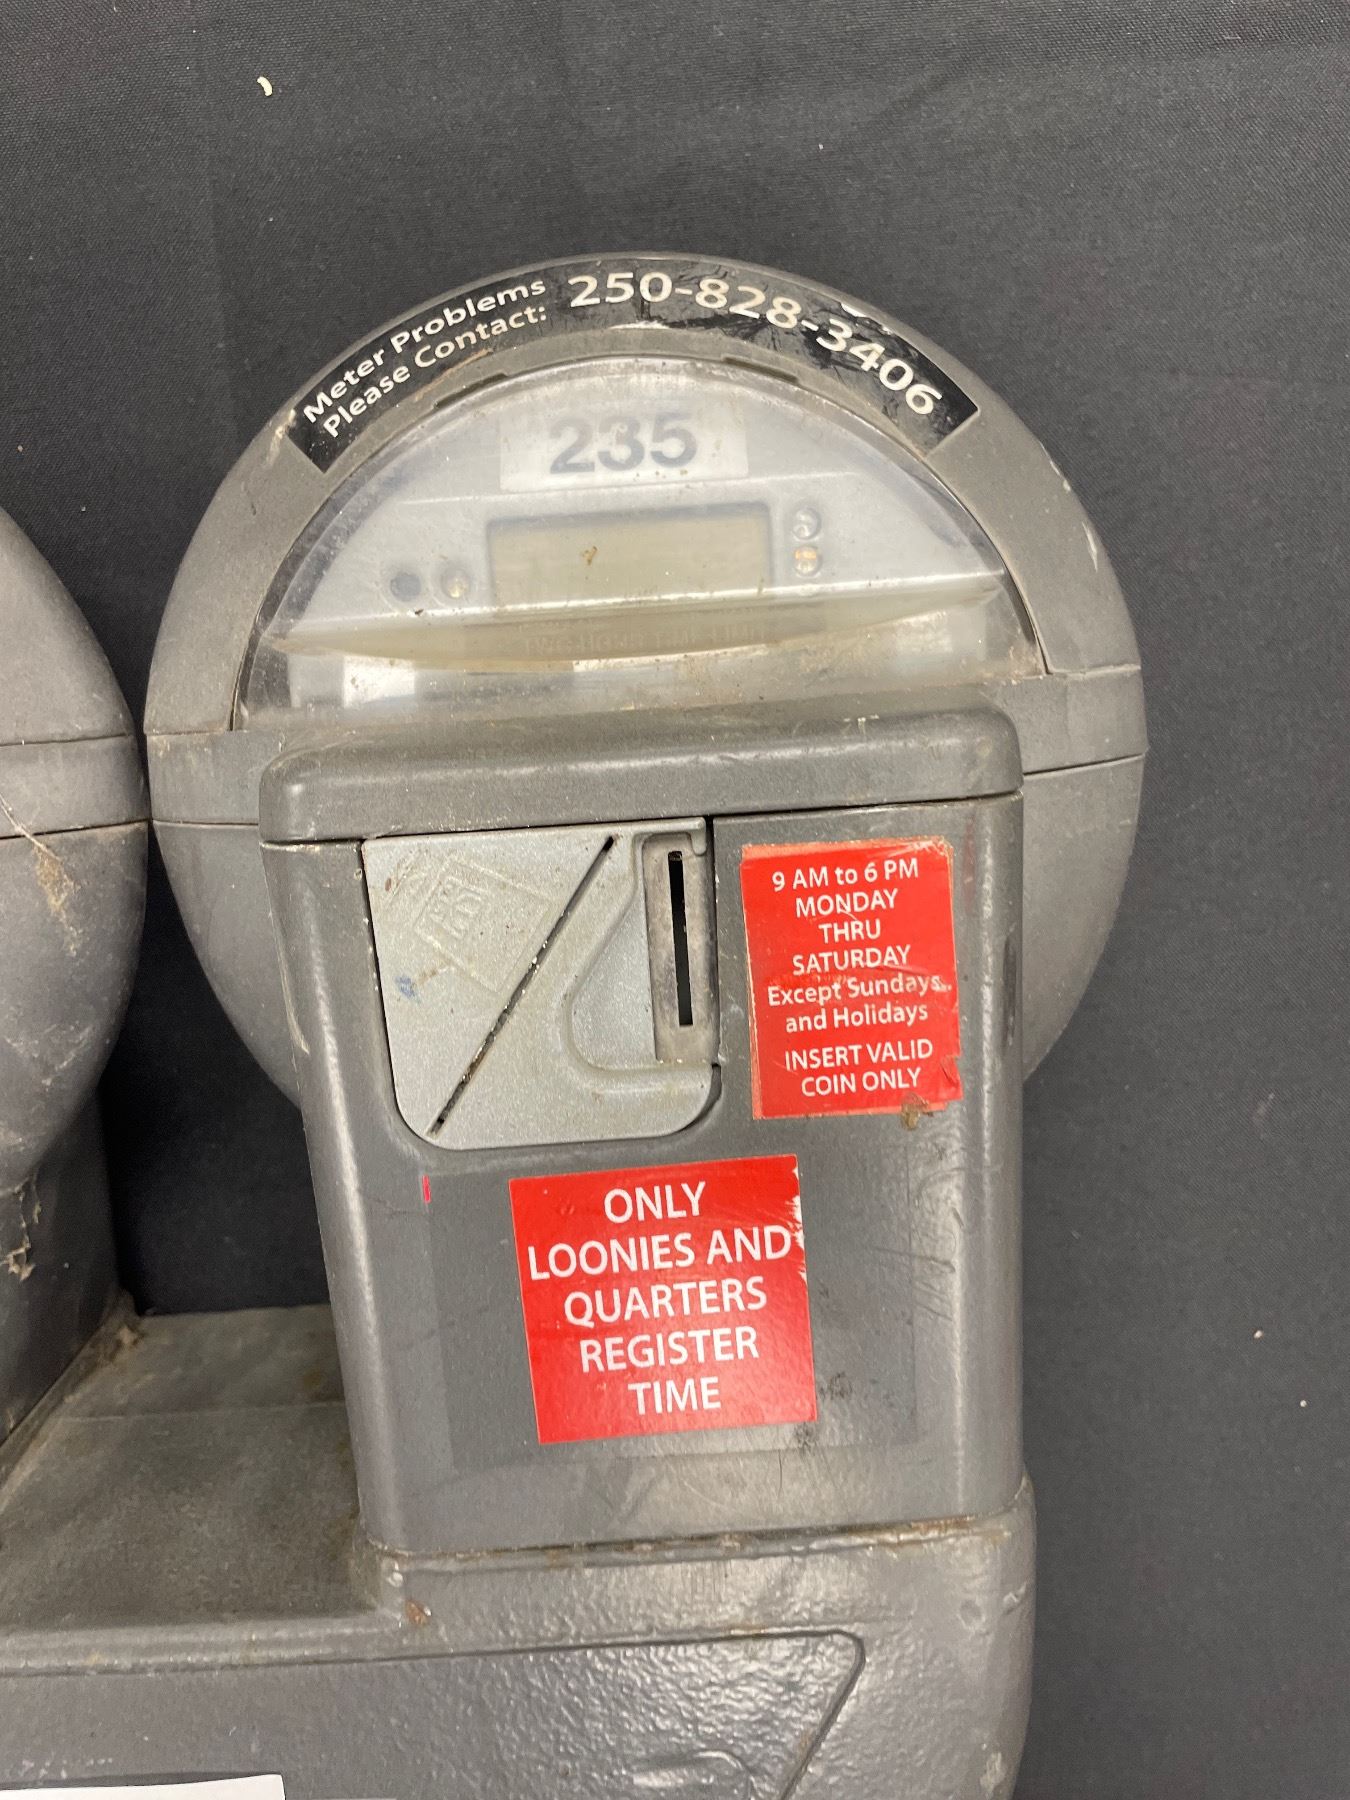 Meter Problems
Please Contact:
250-828-3406
235
9 AM to 6 PM
MONDAY
THRU
SATURDAY
Except Sundays
and Holidays
INSERT VALID
COIN ONLY
ONLY
LOONIES AND
QUARTERS
REGISTER
TIME